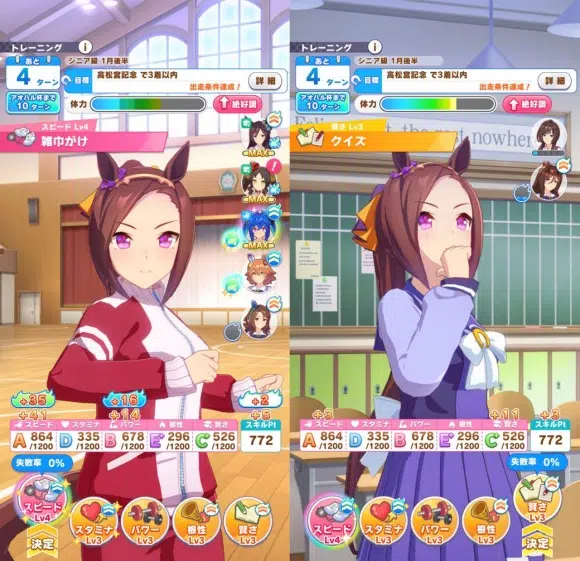 トレーニング i
あと
4
ターン
シニア級 1月後半
目標
高松宮記念 で3着以内
出走条件達成！
詳細
アオハル杯まで
10ターン
体力
絶好調
スピード Lv4
雑巾がけ
MAX
MAX
MAX
+35
+41
+16
+14
+2
+5
スピード スタミナ パワー 根性 賢さ スキルPt
A 864 /1200
D 335 /1200
B 678 /1200
E+ 296 /1200
C+ 526 /1200
772
失敗率 0%
スピード Lv4
スタミナ Lv3
パワー Lv3
根性 Lv3
賢さ Lv3
決定
トレーニング i
あと
4
ターン
シニア級 1月後半
目標
高松宮記念 で3着以内
出走条件達成！
詳細
アオハル杯まで
10ターン
体力
絶好調
賢さ Lv3
クイズ
nowhere
+3
+11
+3
スピード スタミナ パワー 根性 賢さ スキルPt
A 864 /1200
D 335 /1200
B 678 /1200
E+ 296 /1200
C+ 526 /1200
772
失敗率 0%
スピード Lv4
スタミナ Lv3
パワー Lv3
根性 Lv3
賢さ Lv3
決定